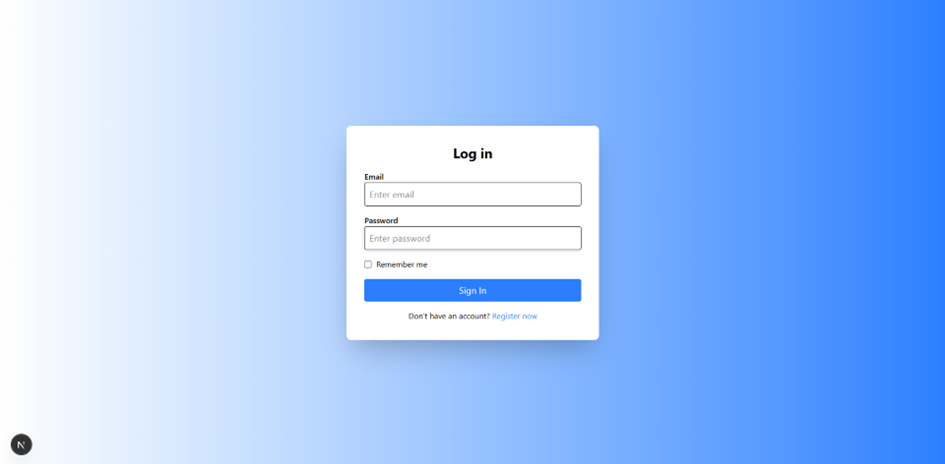 Log in
Email
Enter email
Password
Enter password
Remember me
Sign In
Don't have an account? Register now
N